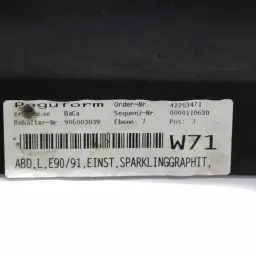 Peguform Order-Nr 42203471
BaCa Sequenz-Nr. 0000110630
Behälter-Nr 906003039 Ebene: 7 Pos: 3
W71
ABD,L,E90/91,EINST,SPARKLINGGRAPHIT,